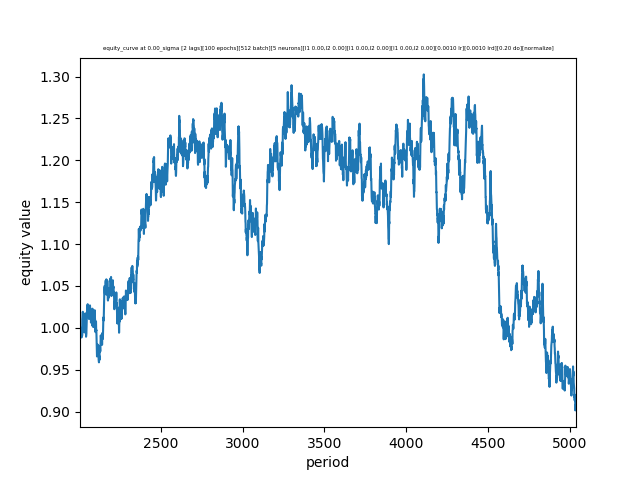 equity_curve at 0.00_sigma [2 lags][100 epochs][512 batch][5 neurons][l1 0.00,l2 0.00][l1 0.00,l2 0.00][l1 0.00,l2 0.00][0.0010 lr][0.0010 lrd][0.20 do][normalize]
1.30
1.25
1.20
1.15
1.10
1.05
1.00
0.95
0.90
equity value
2500 3000 3500 4000 4500 5000
period